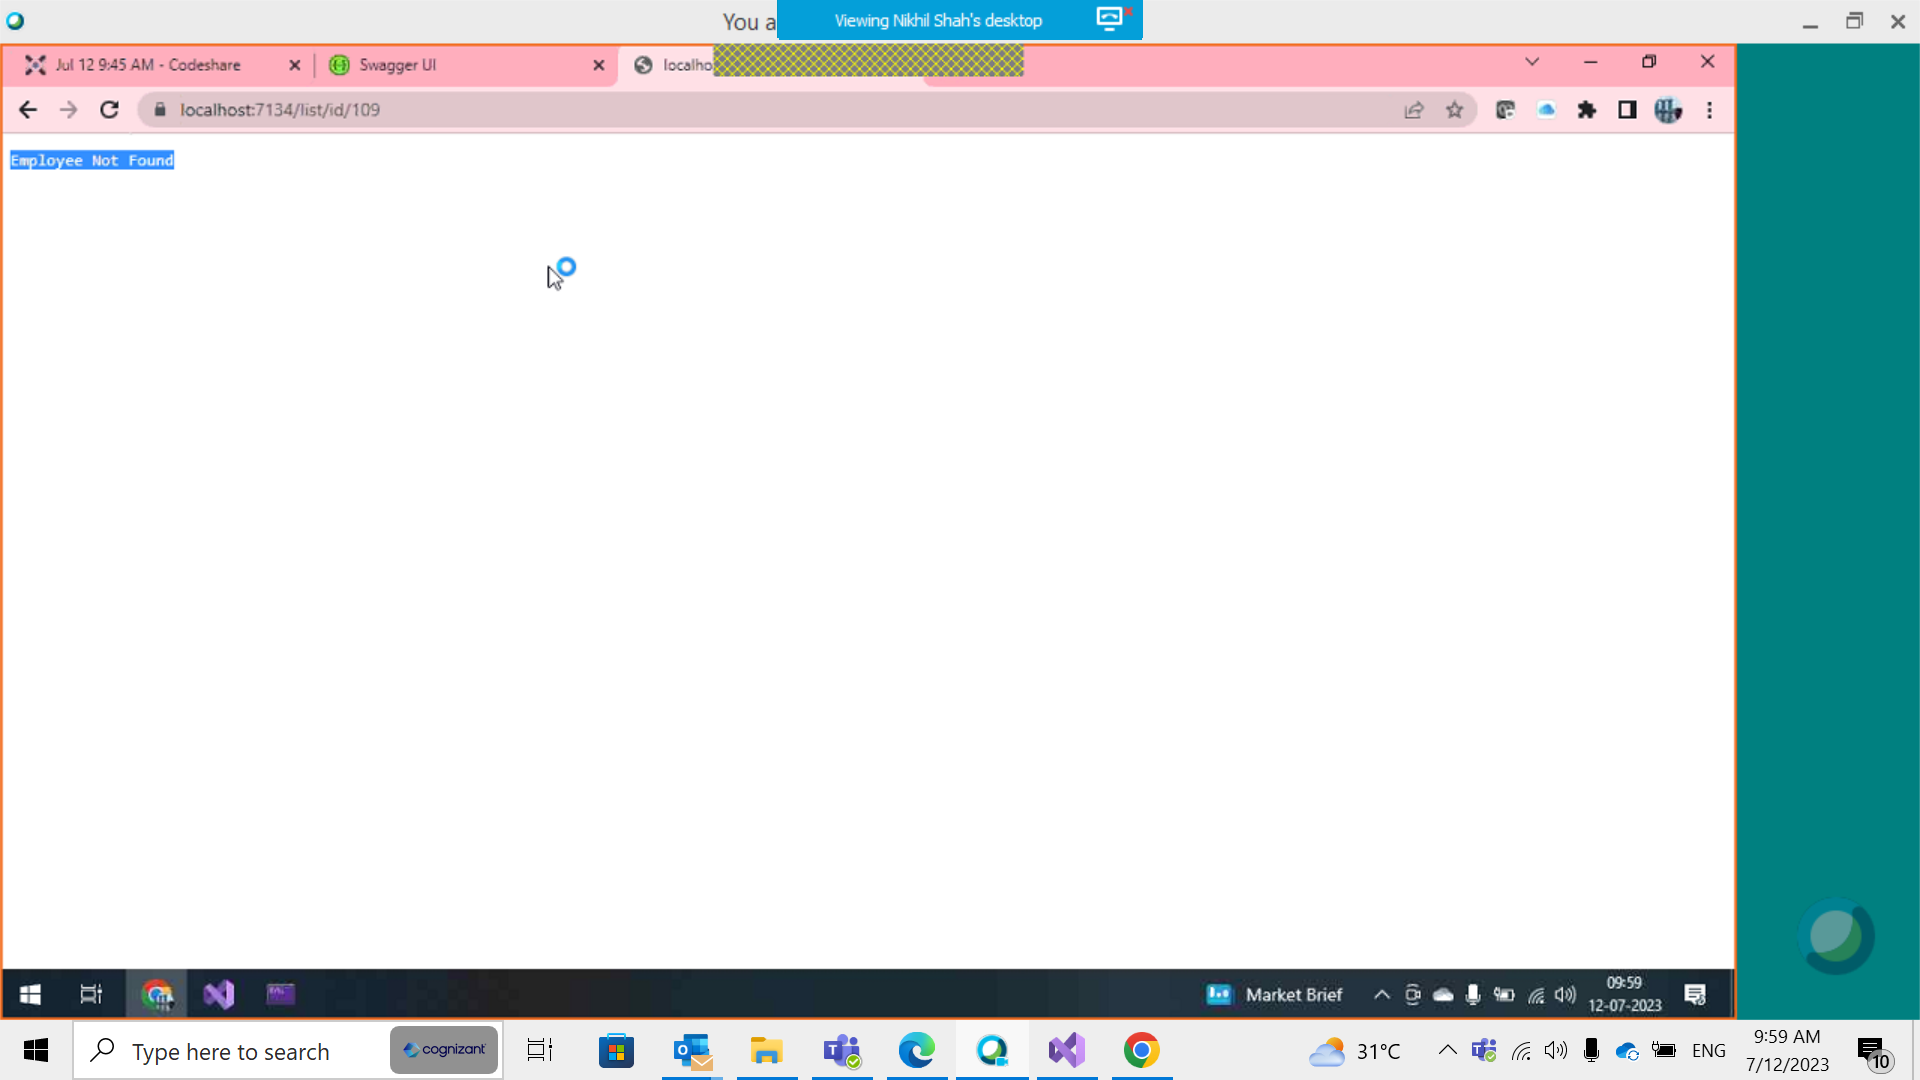 You a
Viewing Nikhil Shah's desktop
Jul 12 9:45 AM - Codeshare
Swagger UI
localho
localhost:7134/list/id/109
Employee Not Found
Market Brief
09:59
12-07-2023
Type here to search
cognizant
31°C
ENG
9:59 AM
7/12/2023
10